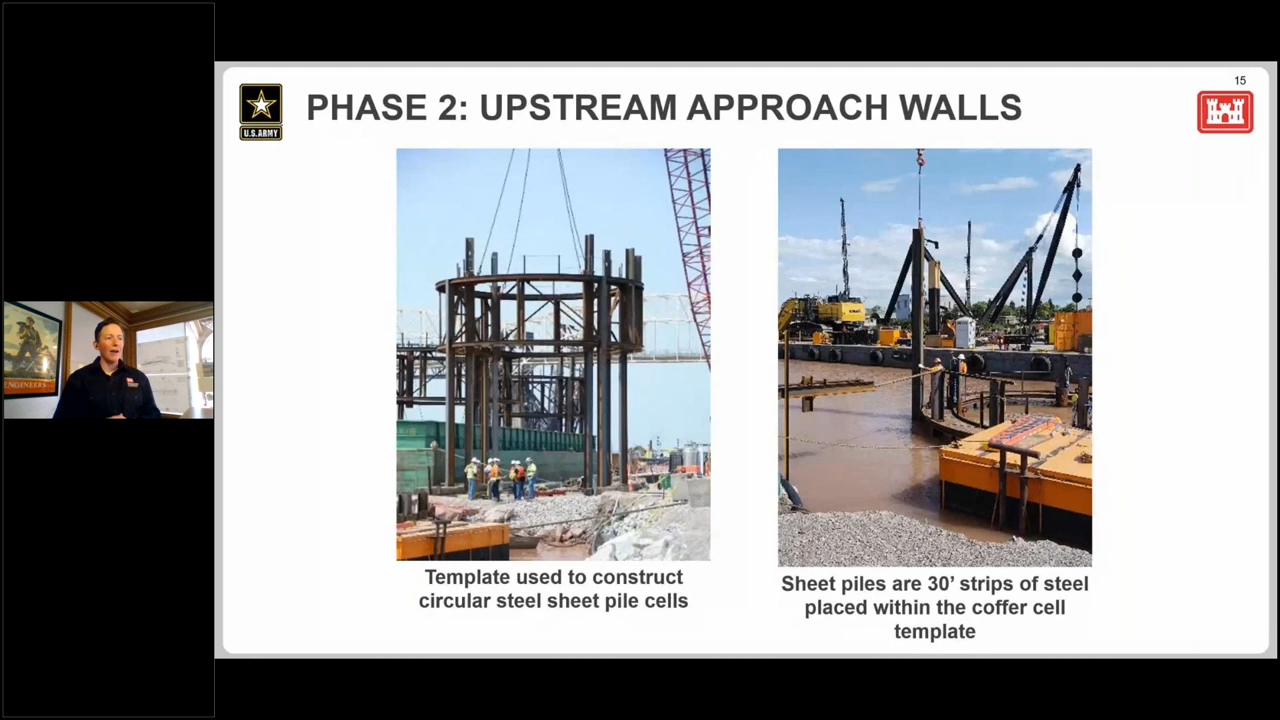 15
PHASE 2: UPSTREAM APPROACH WALLS
U.S.ARMY
Template used to construct
circular steel sheet pile cells
Sheet piles are 30’ strips of steel
placed within the coffer cell
template
ENGINEERS